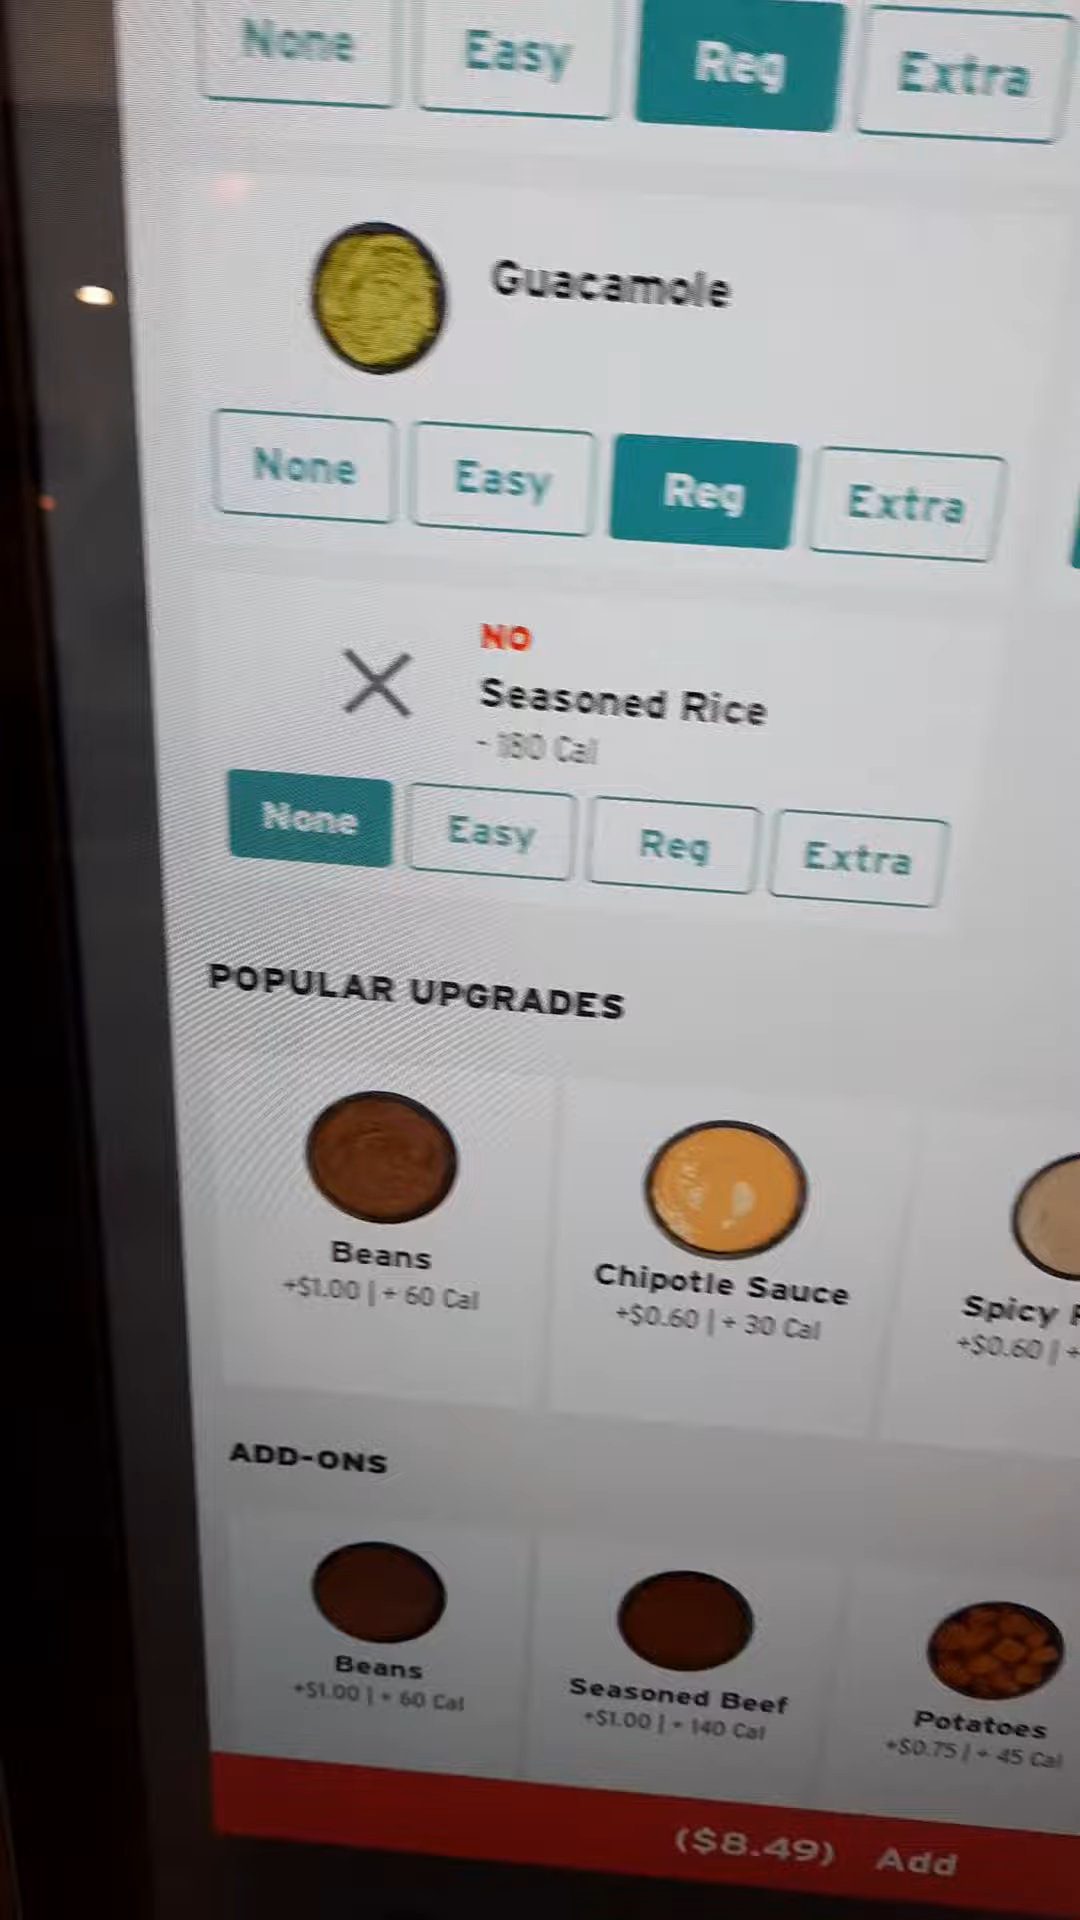 None Easy Reg Extra
Guacamole
None Easy Reg Extra
NO
Seasoned Rice
- 180 Cal
None Easy Reg Extra
POPULAR UPGRADES
Beans
+$1.00 | + 60 Cal
Chipotle Sauce
+$0.60 | + 30 Cal
Spicy
+$0.60 | +
ADD-ONS
Beans
+$1.00 | + 60 Cal
Seasoned Beef
+$1.00 | + 140 Cal
Potatoes
+$0.75 | + 45 Cal
($8.49) Add